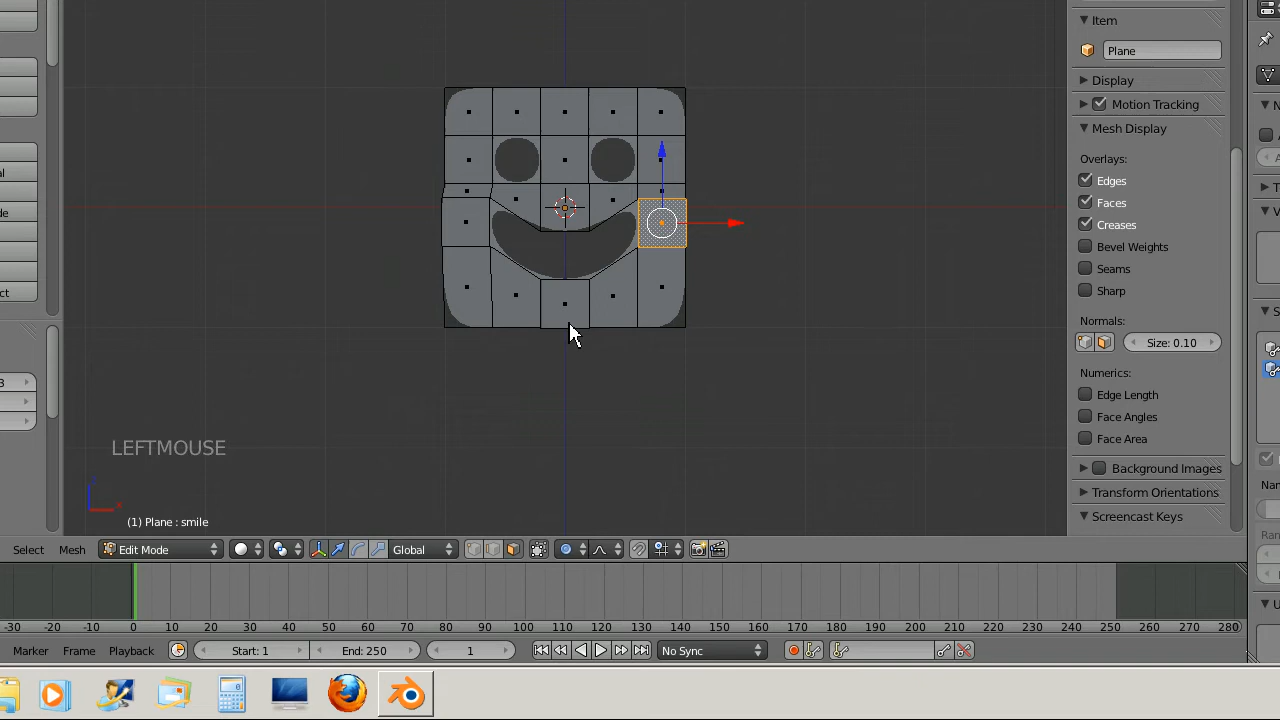 Item
Plane
Display
Motion Tracking
Mesh Display
Overlays:
Edges
Faces
Creases
Bevel Weights
Seams
Sharp
Normals:
Size: 0.10
Numerics:
Edge Length
Face Angles
Face Area
Background Images
Transform Orientations
Screencast Keys
LEFTMOUSE
(1) Plane : smile
Select Mesh Edit Mode Global
-30 -20 -10 0 10 20 30 40 50 60 70 80 90 100 110 120 130 140 150 160 170 180 190 200 210 220 230 240 250 260 270 280
Marker Frame Playback Start: 1 End: 250 1 No Sync